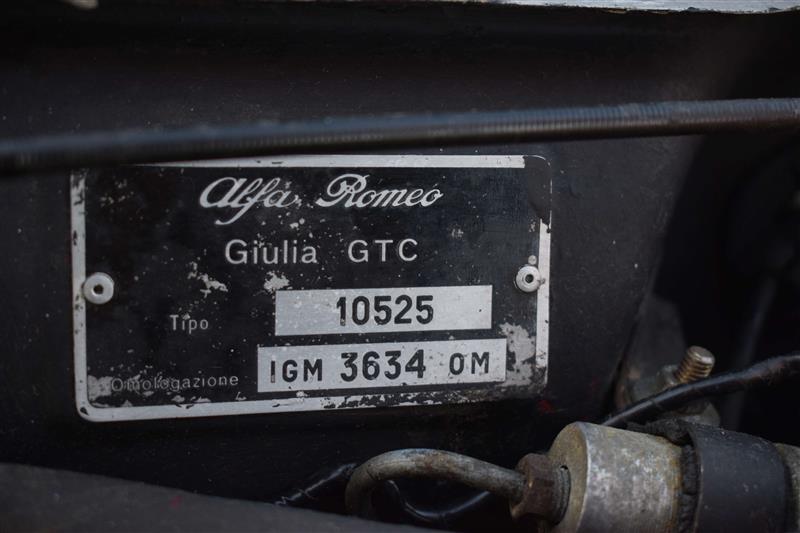 Alfa Romeo
Giulia GTC
Tipo 10525
Omologazione IGM 3634 OM